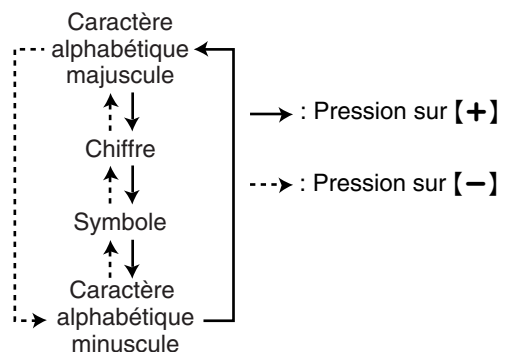 Caractère
alphabétique
majuscule
Chiffre
Symbole
Caractère
alphabétique
minuscule
: Pression sur【+】
: Pression sur【−】